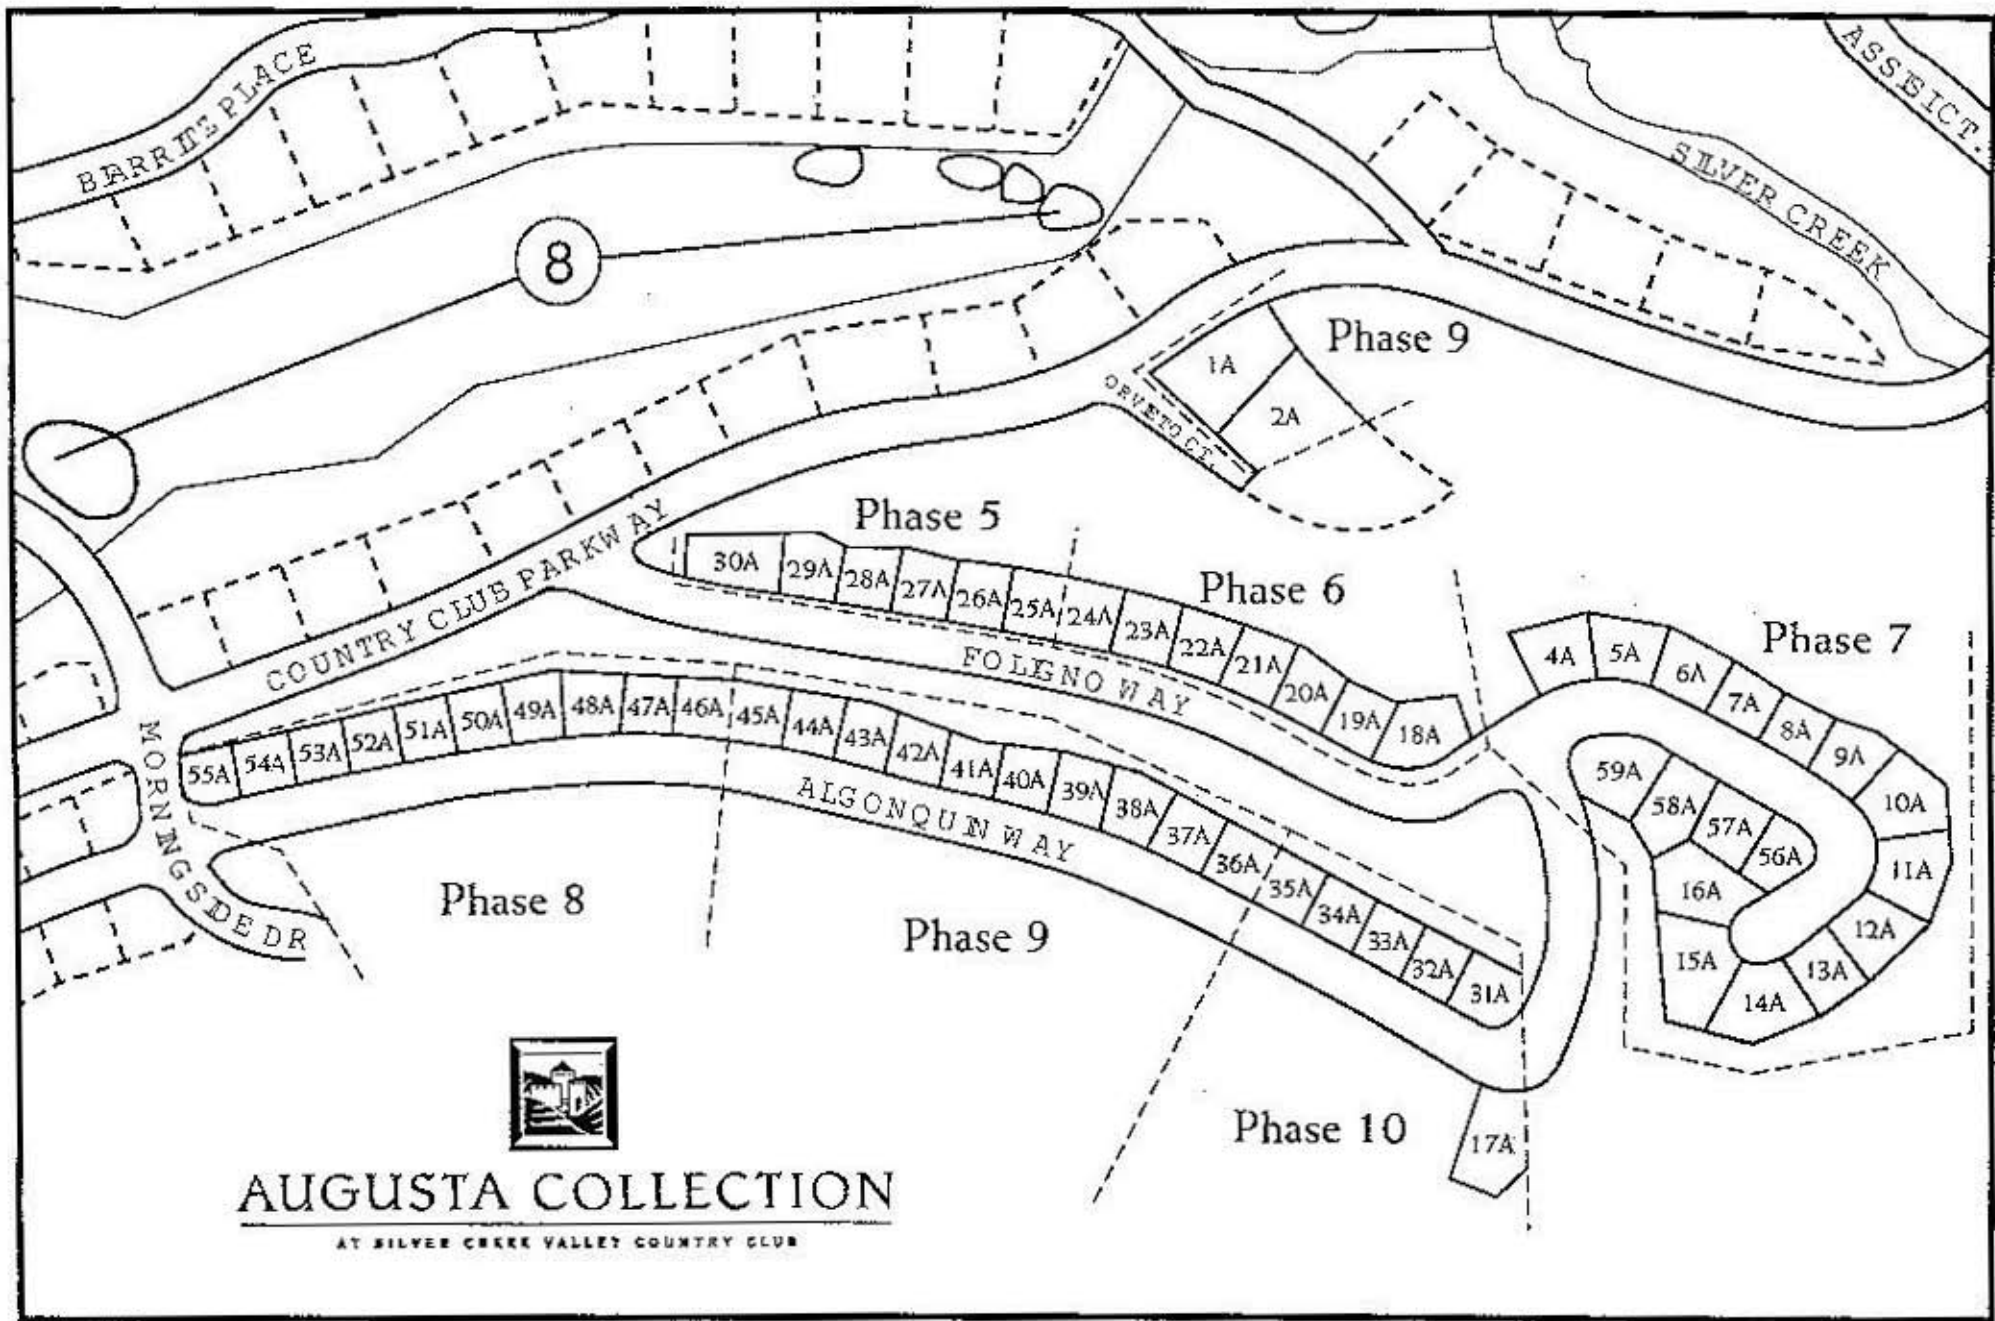 BIARRITZ PLACE
ASSISI CT.
SILVER CREEK
8
Phase 9
1A
2A
ORVIETO CT.
COUNTRY CLUB PARKWAY
Phase 5
30A 29A 28A 27A 26A 25A 24A 23A 22A 21A 20A 19A 18A
Phase 6
FOLIGNO WAY
Phase 7
4A 5A 6A 7A 8A 9A 10A 11A 12A 13A 14A 15A 16A
59A 58A 57A 56A
55A 54A 53A 52A 51A 50A 49A 48A 47A 46A 45A 44A 43A 42A 41A 40A 39A 38A 37A 36A 35A 34A 33A 32A 31A
ALGONQUIN WAY
MORNINGSIDE DR
Phase 8
Phase 9
Phase 10
17A
AUGUSTA COLLECTION
AT SILVER CREEK VALLEY COUNTRY CLUB